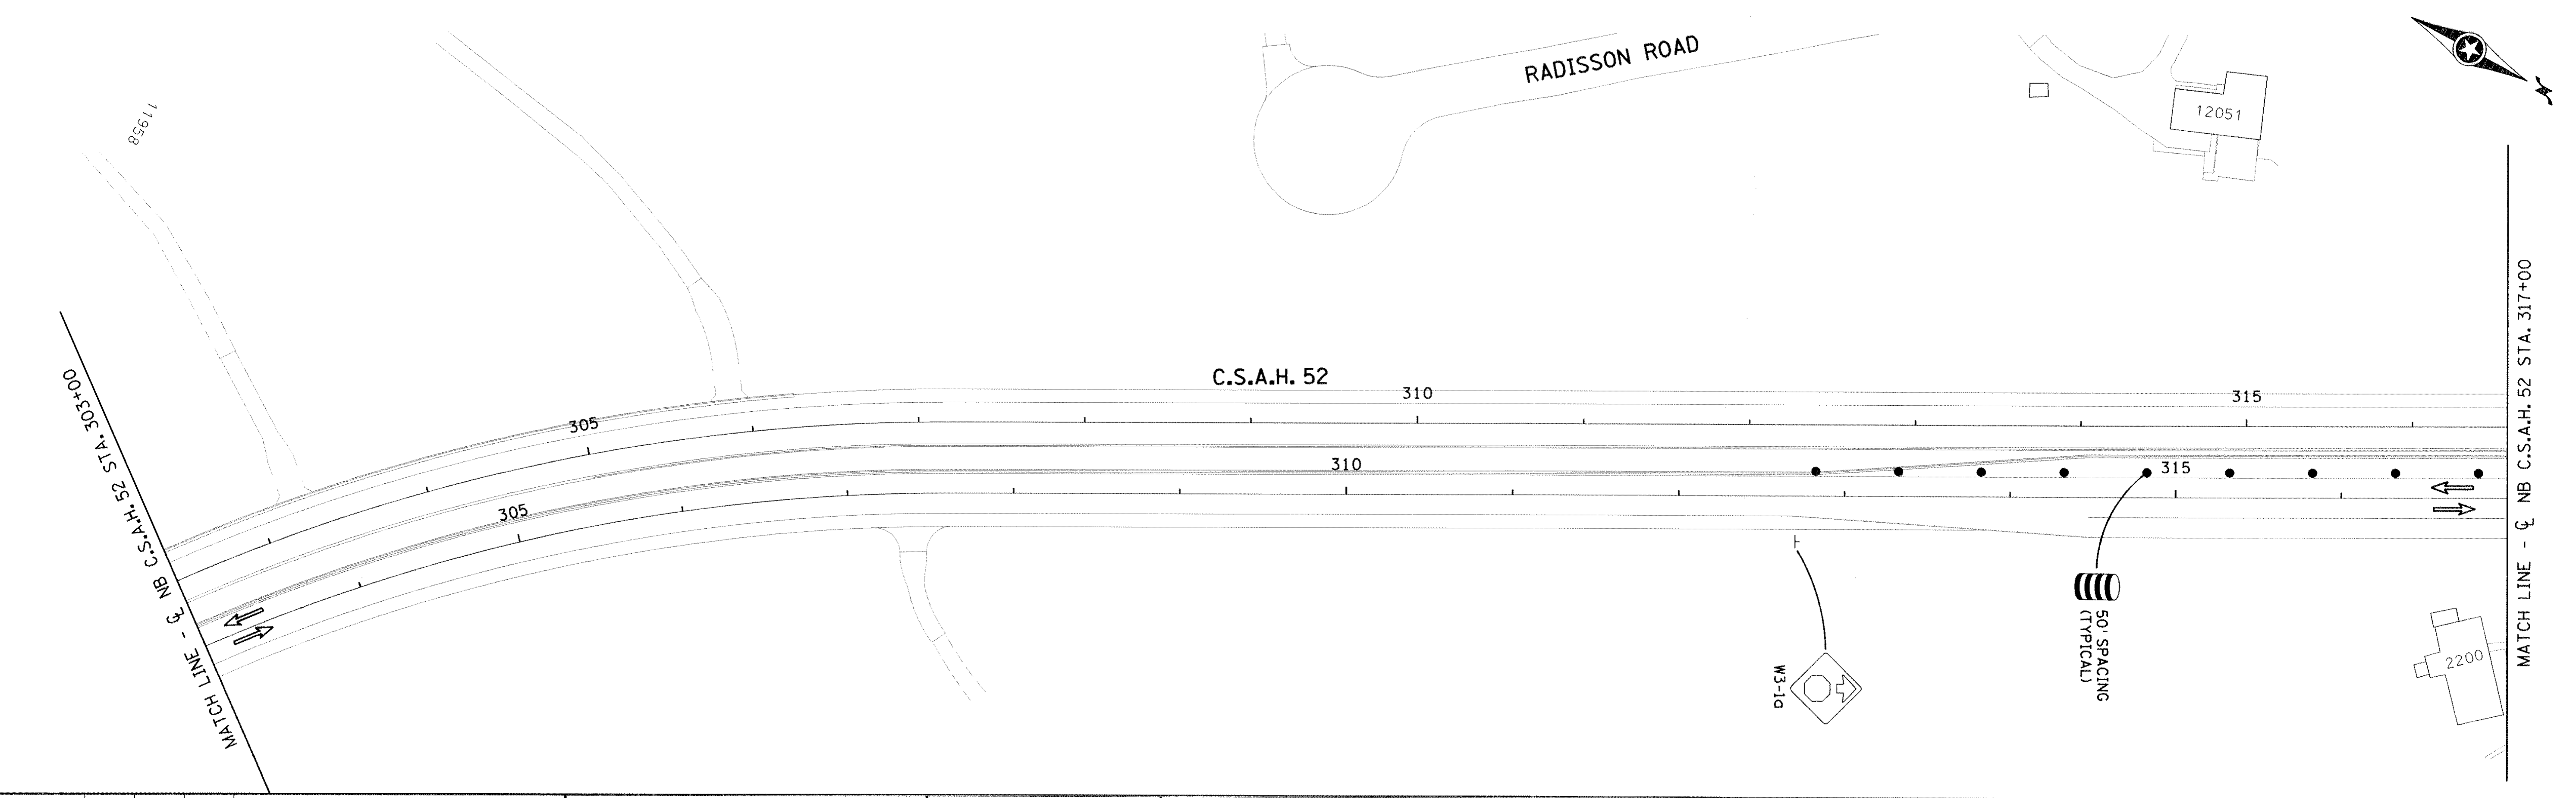 RADISSON ROAD
11958
12051
C.S.A.H. 52
310
315
305
310
315
305
MATCH LINE - ℄ NB C.S.A.H. 52 STA. 303+00
MATCH LINE - ℄ NB C.S.A.H. 52 STA. 317+00
W3-1a
50' SPACING
(TYPICAL)
2200